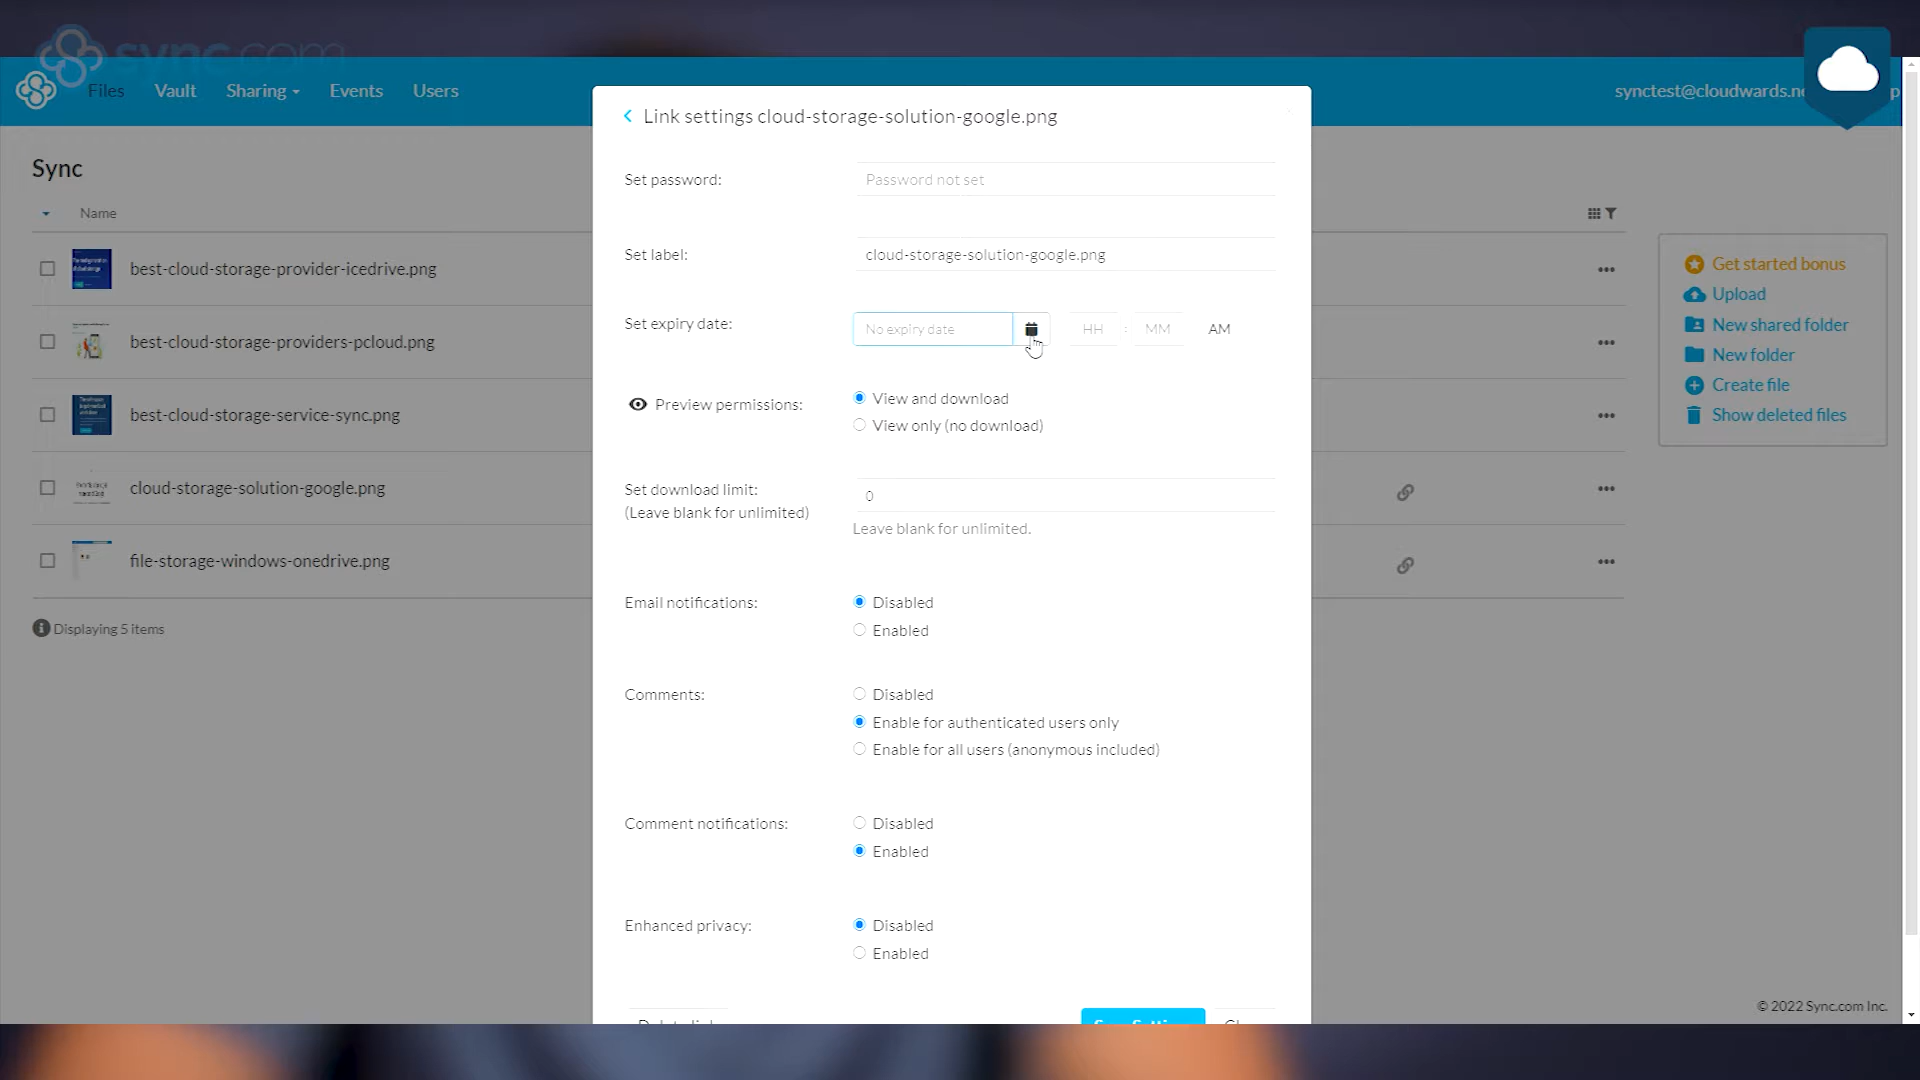 sync.com
Files Vault Sharing Events Users
synctest@cloudwards.n
Sync
Name
best-cloud-storage-provider-icedrive.png
best-cloud-storage-providers-pcloud.png
best-cloud-storage-service-sync.png
cloud-storage-solution-google.png
file-storage-windows-onedrive.png
Displaying 5 items
Link settings cloud-storage-solution-google.png
Set password: Password not set
Set label: cloud-storage-solution-google.png
Set expiry date: No expiry date HH : MM AM
Preview permissions: View and download
View only (no download)
Set download limit: 0
(Leave blank for unlimited)
Leave blank for unlimited.
Email notifications: Disabled
Enabled
Comments: Disabled
Enable for authenticated users only
Enable for all users (anonymous included)
Comment notifications: Disabled
Enabled
Enhanced privacy: Disabled
Enabled
Get started bonus
Upload
New shared folder
New folder
Create file
Show deleted files
© 2022 Sync.com Inc.